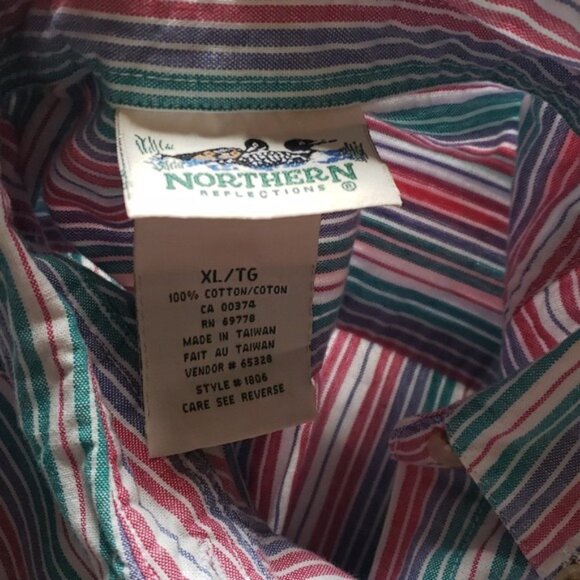 NORTHERN
REFLECTIONS ®
XL/TG
100% COTTON/COTON
CA 00374
RN 69778
MADE IN TAIWAN
FAIT AU TAIWAN
VENDOR # 65328
STYLE # 1806
CARE SEE REVERSE